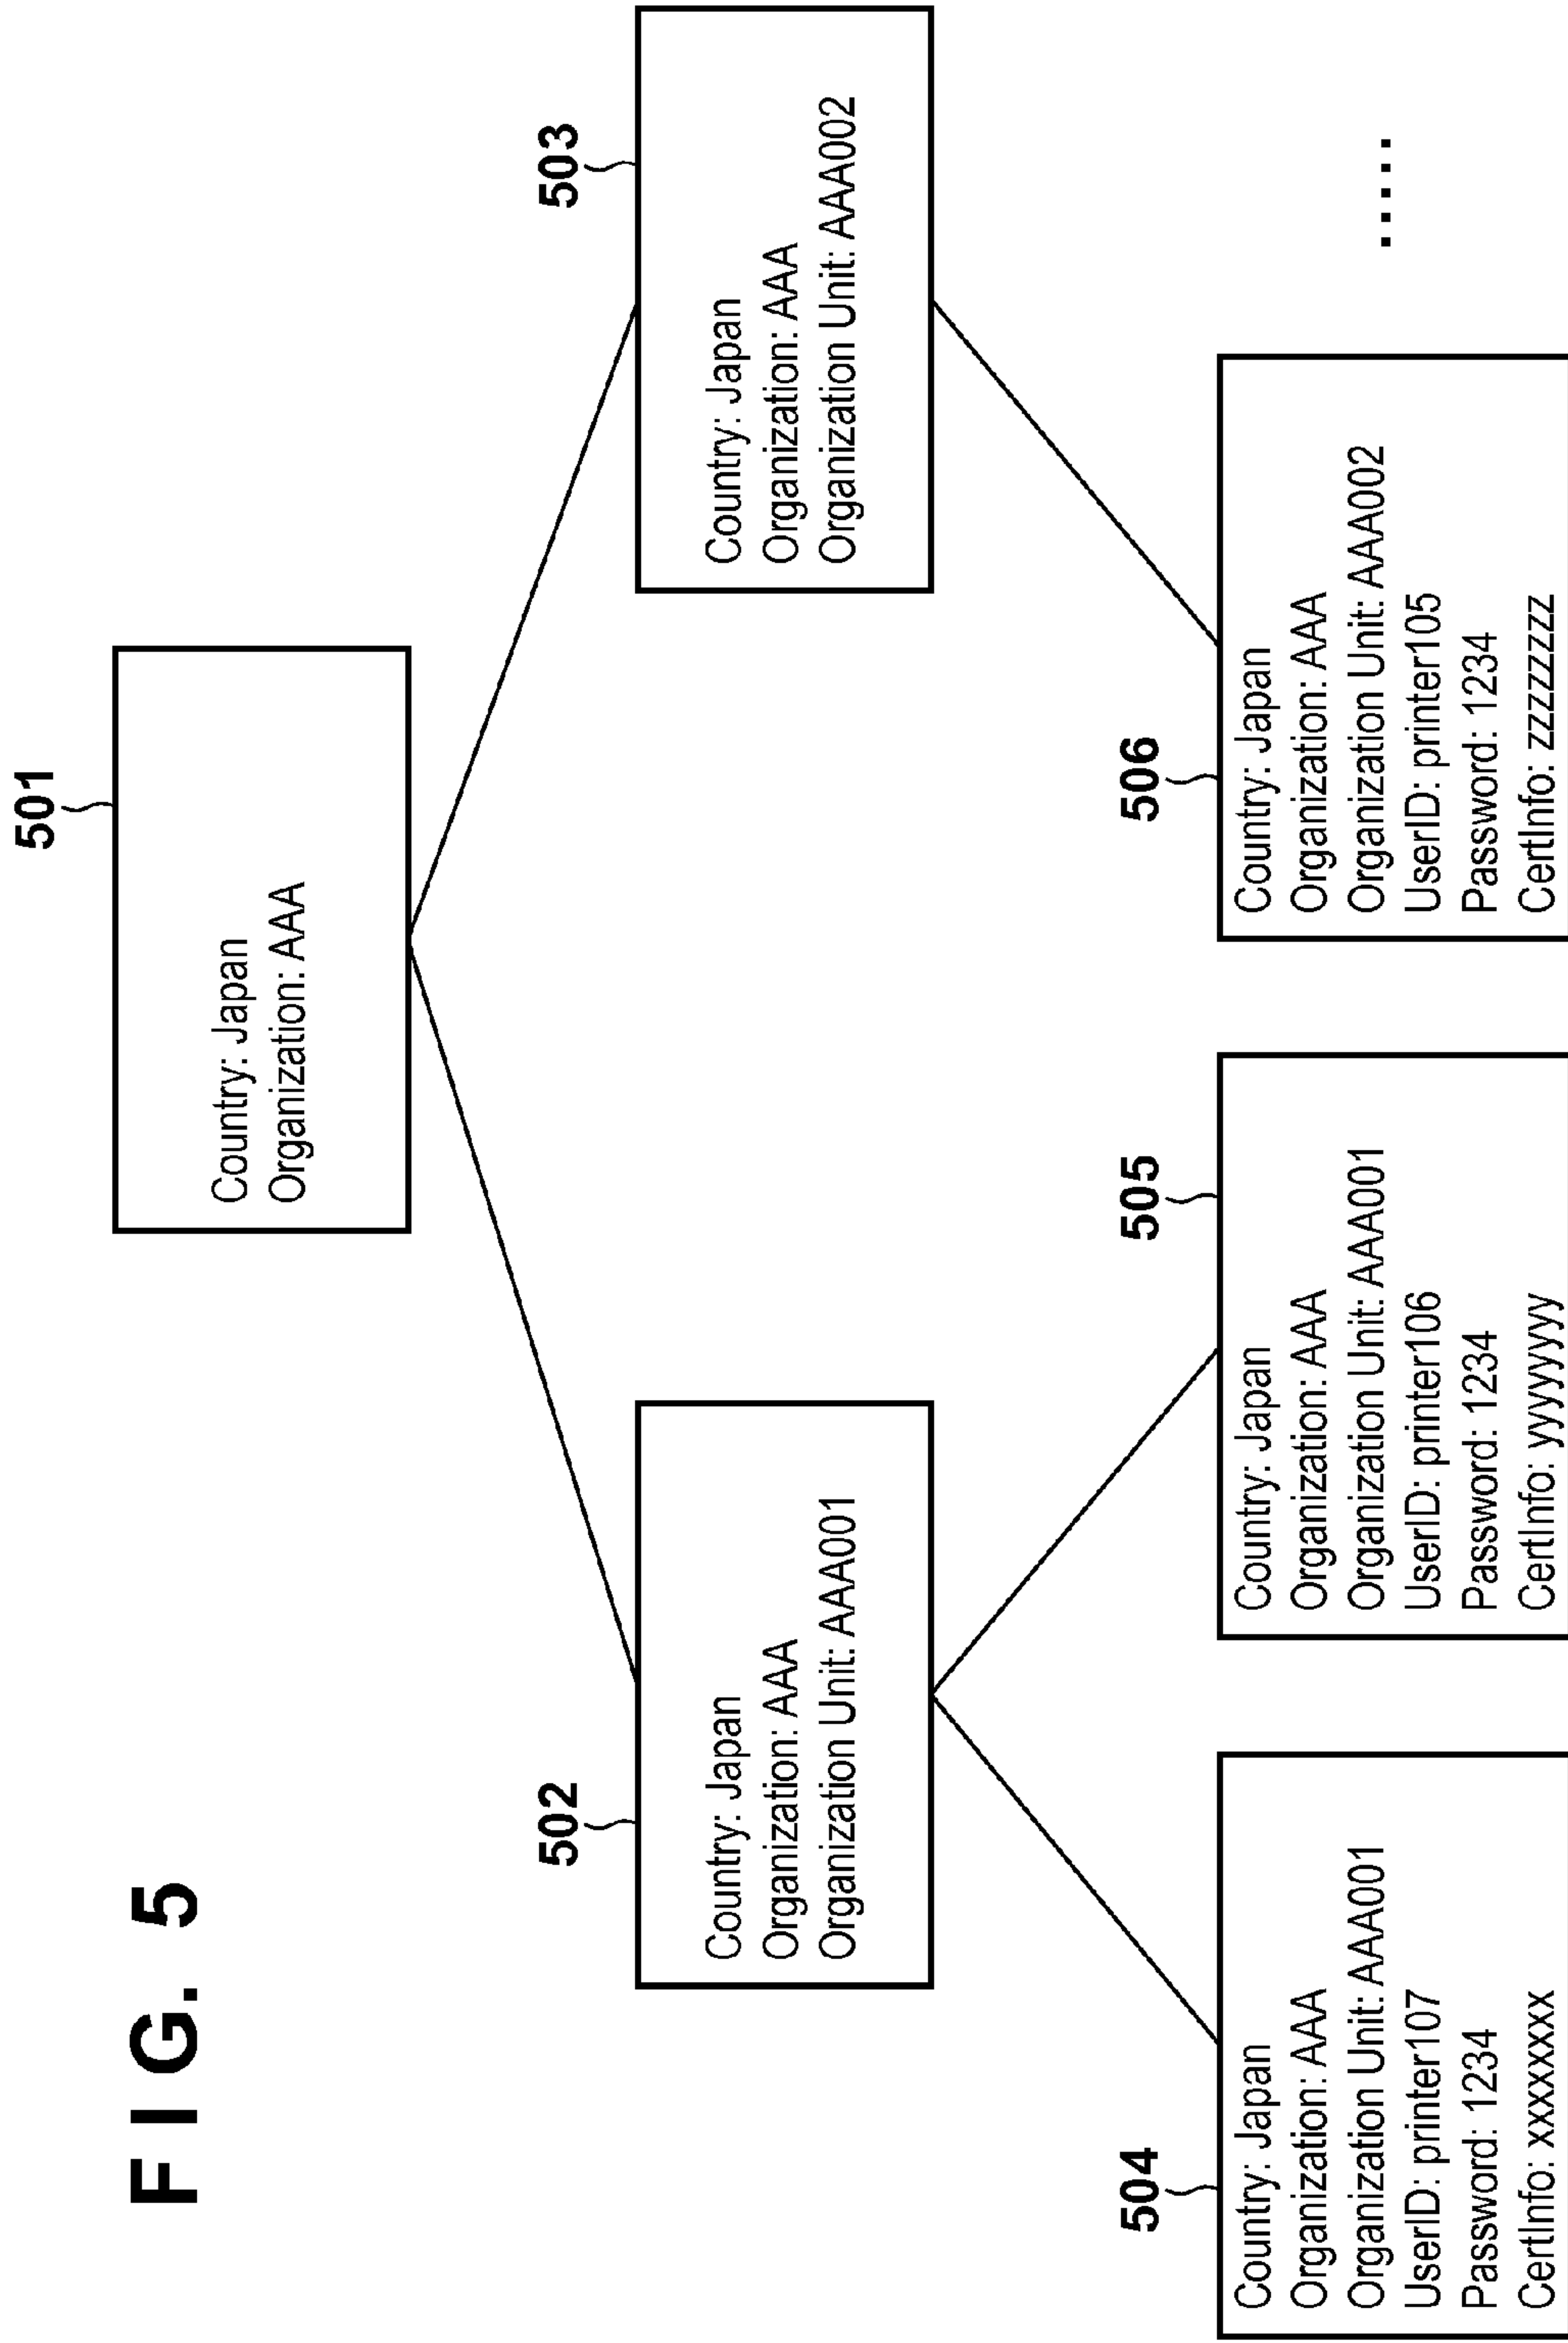 FIG. 5
501
Country: Japan
Organization: AAA
502
Country: Japan
Organization: AAA
Organization Unit: AAA001
503
Country: Japan
Organization: AAA
Organization Unit: AAA002
504
Country: Japan
Organization: AAA
Organization Unit: AAA001
UserID: printer107
Password: 1234
CertInfo: xxxxxxxx
505
Country: Japan
Organization: AAA
Organization Unit: AAA001
UserID: printer106
Password: 1234
CertInfo: yyyyyyyy
506
Country: Japan
Organization: AAA
Organization Unit: AAA002
UserID: printer105
Password: 1234
CertInfo: zzzzzzzz
.....